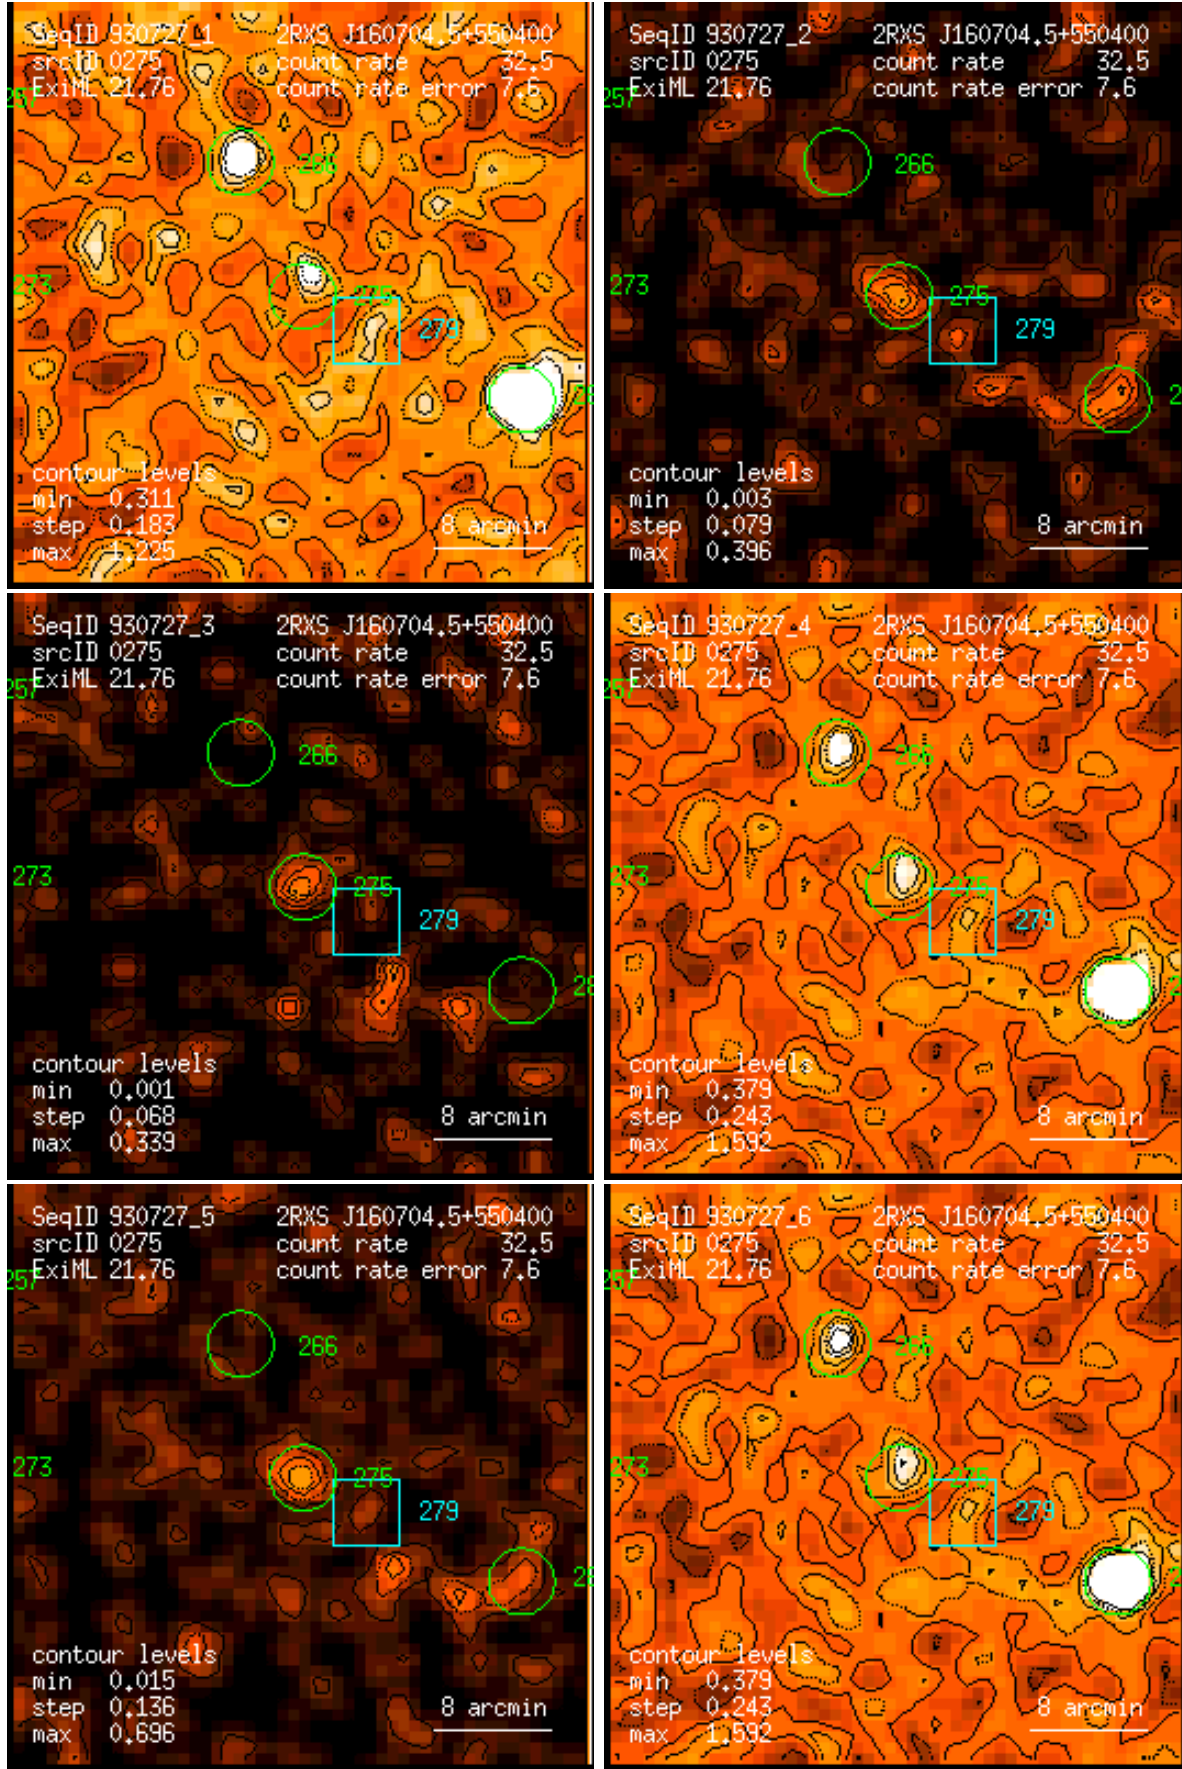 SeqID 930727_1 2RXS J160704.5+550400
srcID 0275 count rate 32.5
257 ExiML 21.76 count rate error 7.6
266
273 275
279
28
contour levels
min 0.311
step 0.183 8 arcmin
max 1.225
SeqID 930727_2 2RXS J160704.5+550400
srcID 0275 count rate 32.5
257 ExiML 21.76 count rate error 7.6
266
273 275
279
2
contour levels
min 0.003
step 0.079 8 arcmin
max 0.396
SeqID 930727_3 2RXS J160704.5+550400
srcID 0275 count rate 32.5
257 ExiML 21.76 count rate error 7.6
266
273 275
279
28
contour levels
min 0.001
step 0.068 8 arcmin
max 0.339
SeqID 930727_4 2RXS J160704.5+550400
srcID 0275 count rate 32.5
257 ExiML 21.76 count rate error 7.6
266
273 275
279
2
contour levels
min 0.379
step 0.243 8 arcmin
max 1.592
SeqID 930727_5 2RXS J160704.5+550400
srcID 0275 count rate 32.5
257 ExiML 21.76 count rate error 7.6
266
273 275
279
28
contour levels
min 0.015
step 0.136 8 arcmin
max 0.696
SeqID 930727_6 2RXS J160704.5+550400
srcID 0275 count rate 32.5
257 ExiML 21.76 count rate error 7.6
266
273 275
279
2
contour levels
min 0.379
step 0.243 8 arcmin
max 1.592